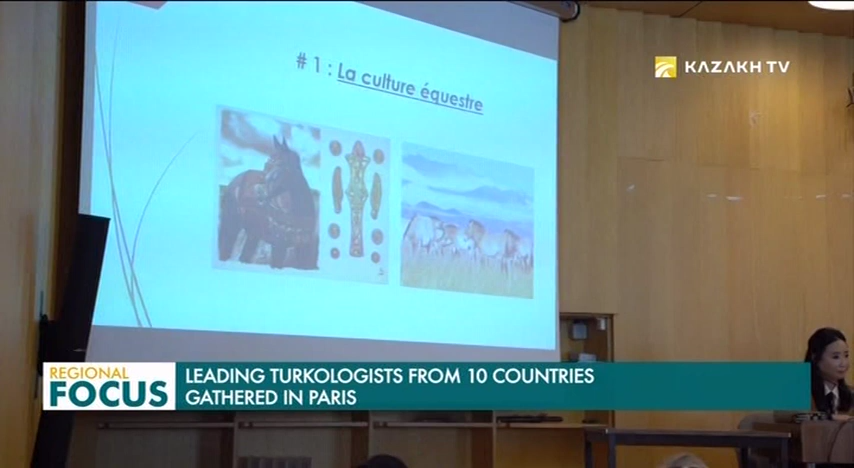 # 1 : La culture équestre
KAZAKH TV
REGIONAL
FOCUS
LEADING TURKOLOGISTS FROM 10 COUNTRIES
GATHERED IN PARIS